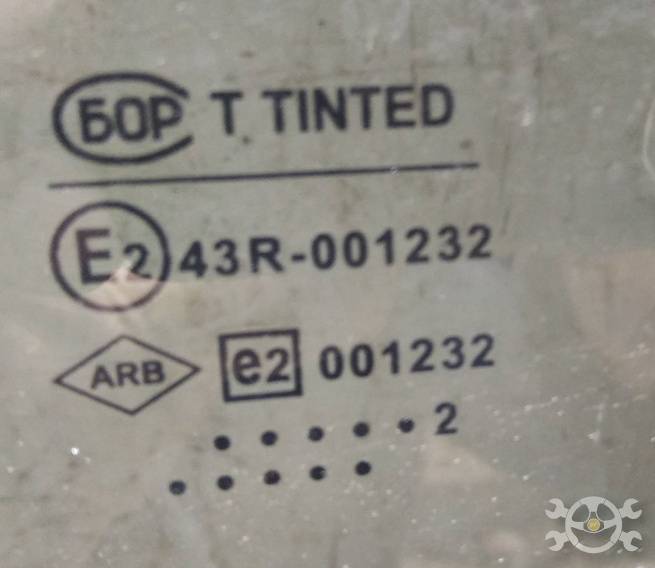 БОР T TINTED
E2 43R-001232
ARB e2 001232
• • • • • 2
• • • • •